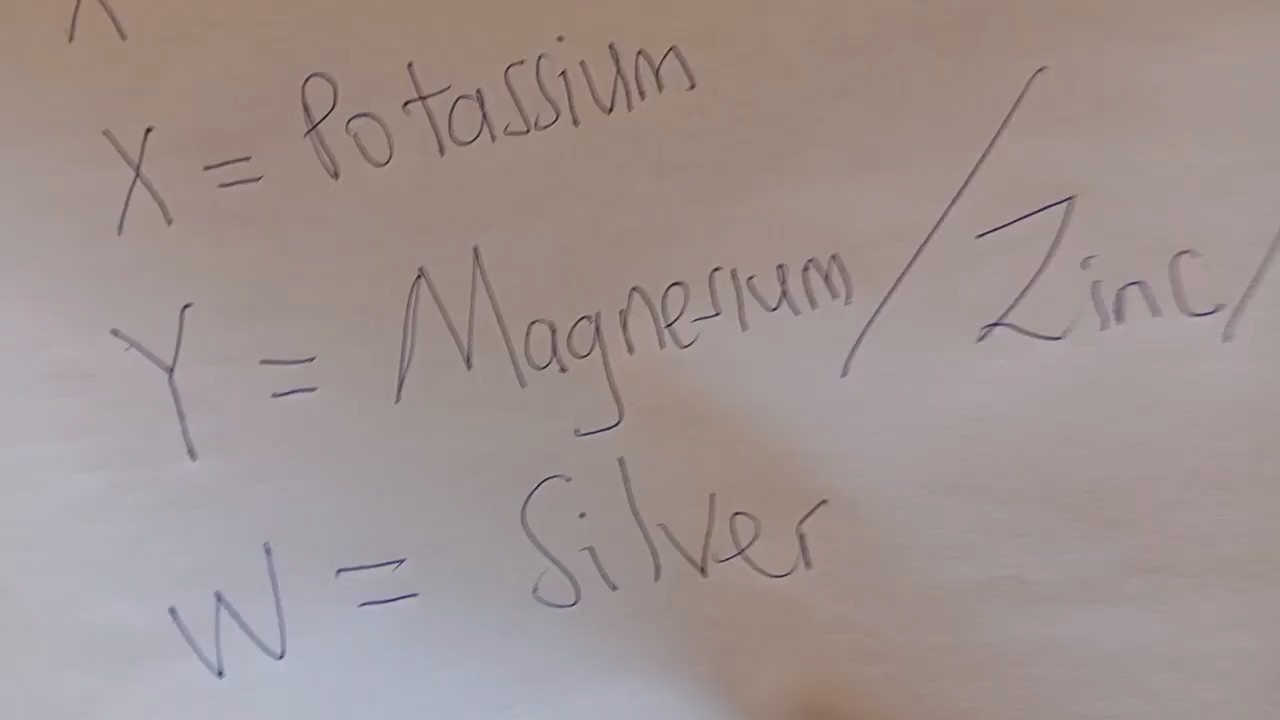 X = Potassium
Y = Magnesium / Zinc /
W = Silver